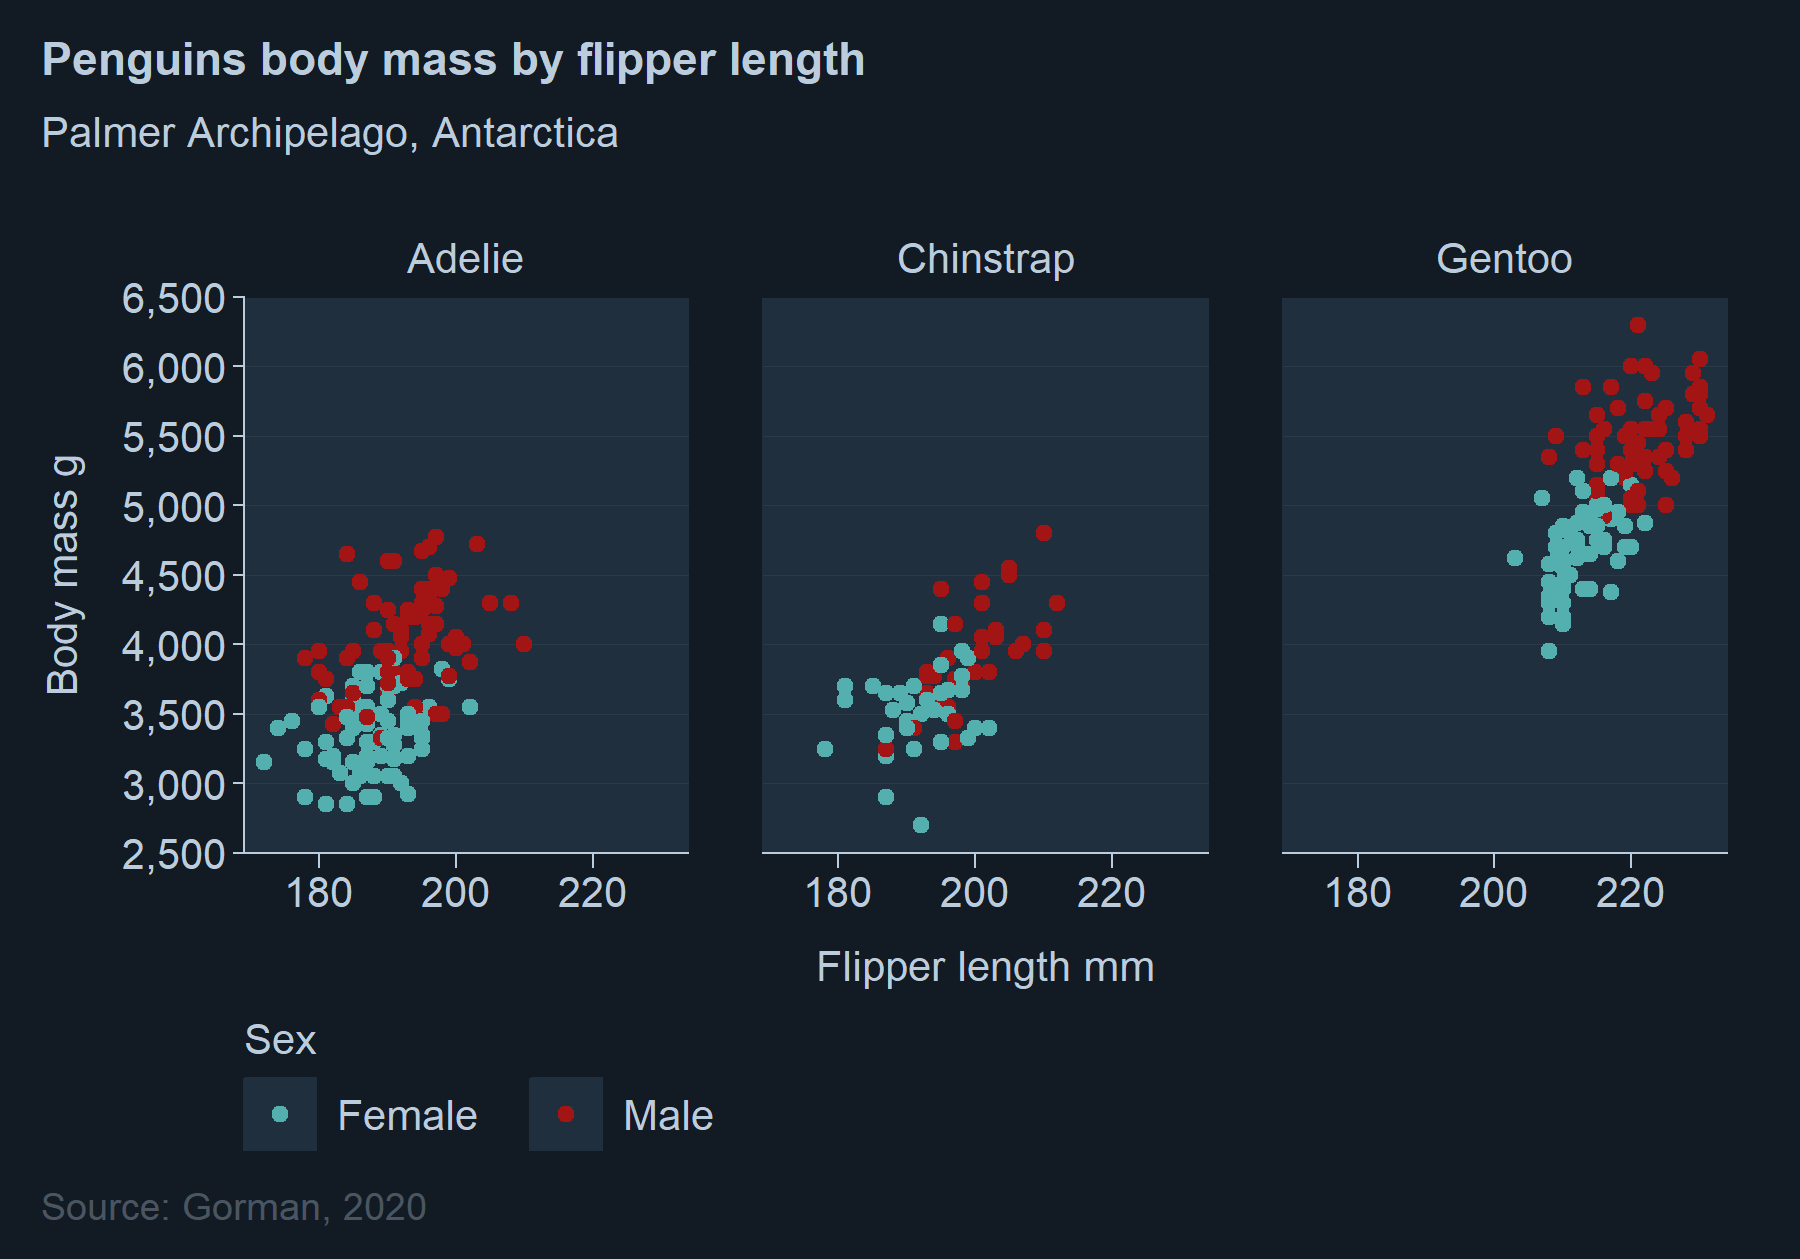 Penguins body mass by flipper length
Palmer Archipelago, Antarctica
Adelie Chinstrap Gentoo
Body mass g
6,500
6,000
5,500
5,000
4,500
4,000
3,500
3,000
2,500
180 200 220 180 200 220 180 200 220
Flipper length mm
Sex
Female Male
Source: Gorman, 2020